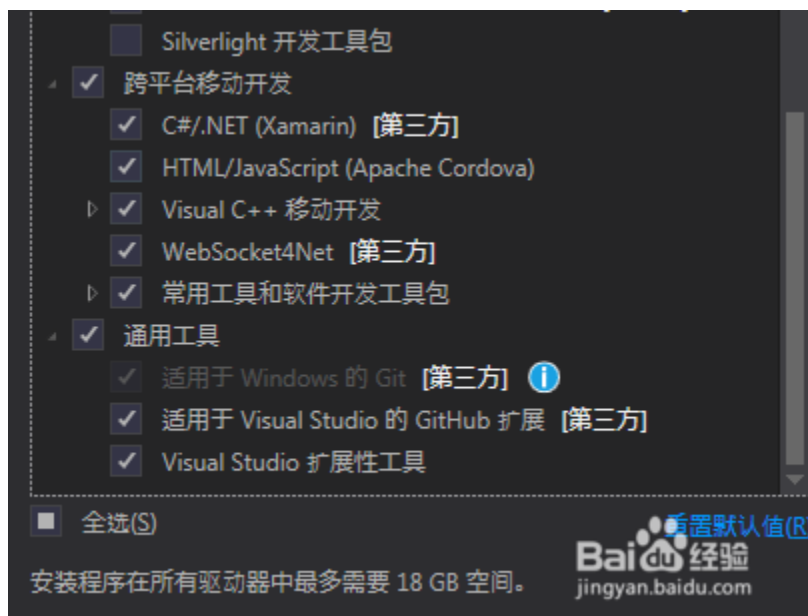 Silverlight 开发工具包
跨平台移动开发
C#/.NET (Xamarin) [第三方]
HTML/JavaScript (Apache Cordova)
Visual C++ 移动开发
WebSocket4Net [第三方]
常用工具和软件开发工具包
通用工具
适用于 Windows 的 Git [第三方]
适用于 Visual Studio 的 GitHub 扩展 [第三方]
Visual Studio 扩展性工具
全选(S)
重置默认值(R
安装程序在所有驱动器中最多需要 18 GB 空间。
Bai du 经验
jingyan.baidu.com